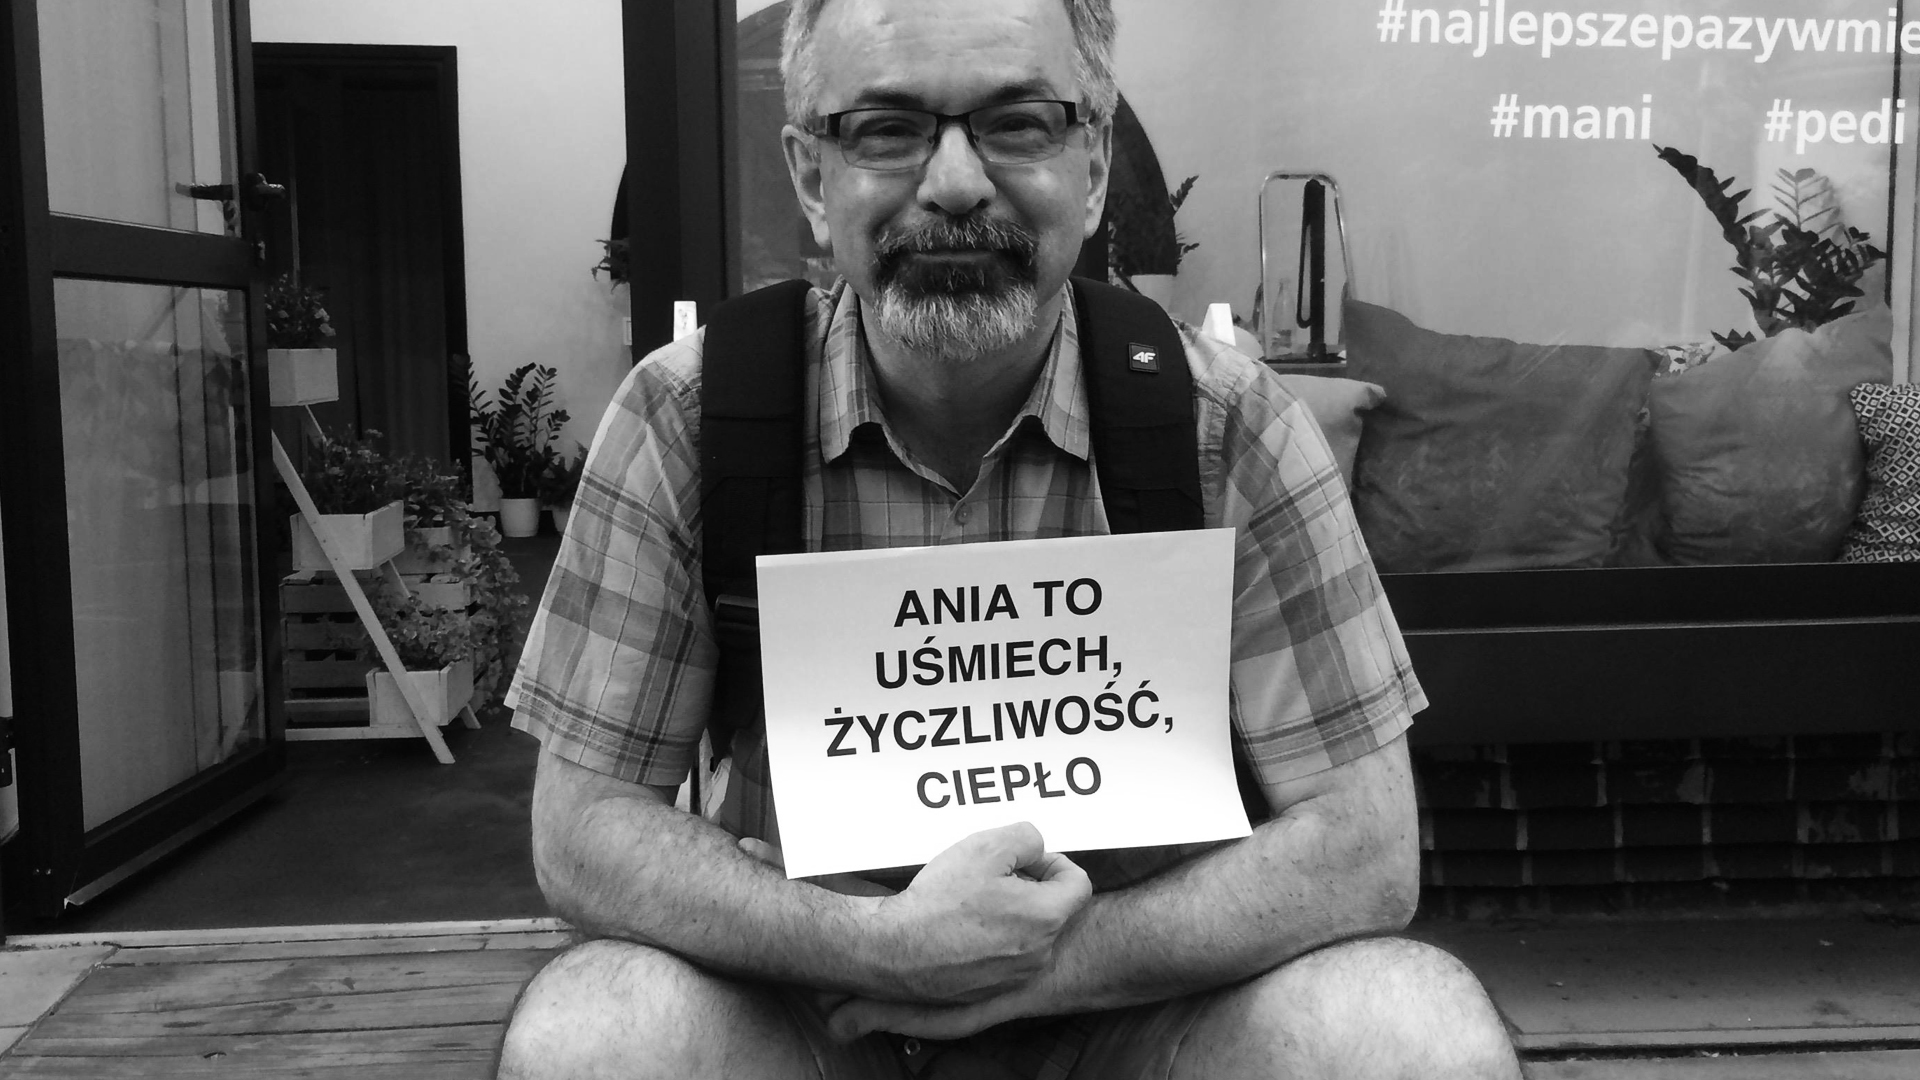 #najlepszepazywmie
#mani #pedi
4F
ANIA TO
UŚMIECH,
ŻYCZLIWOŚĆ,
CIEPŁO